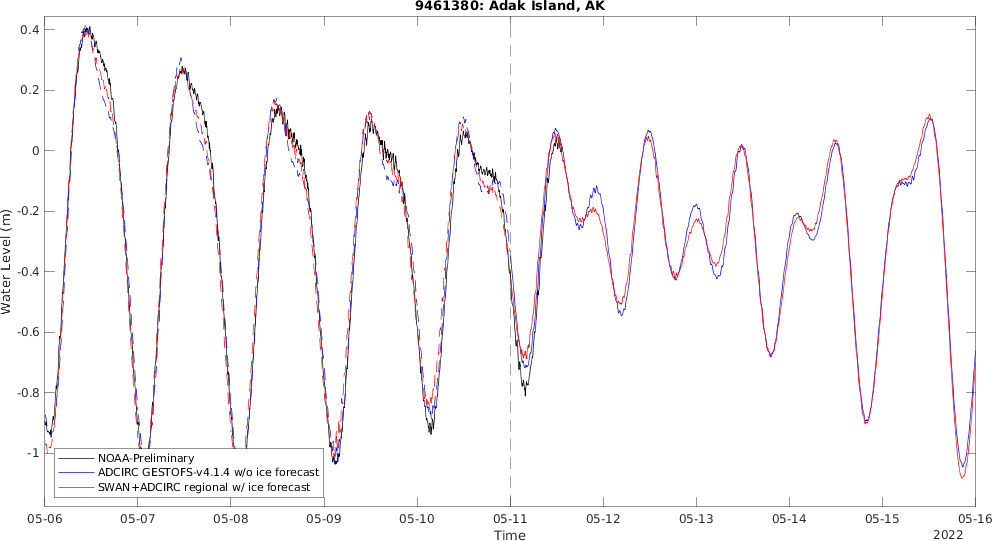 9461380: Adak Island, AK
Water Level (m)
0.4
0.2
0
-0.2
-0.4
-0.6
-0.8
-1
NOAA-Preliminary
ADCIRC GESTOFS-v4.1.4 w/o ice forecast
SWAN+ADCIRC regional w/ ice forecast
05-06 05-07 05-08 05-09 05-10 05-11 05-12 05-13 05-14 05-15 05-16
Time
2022